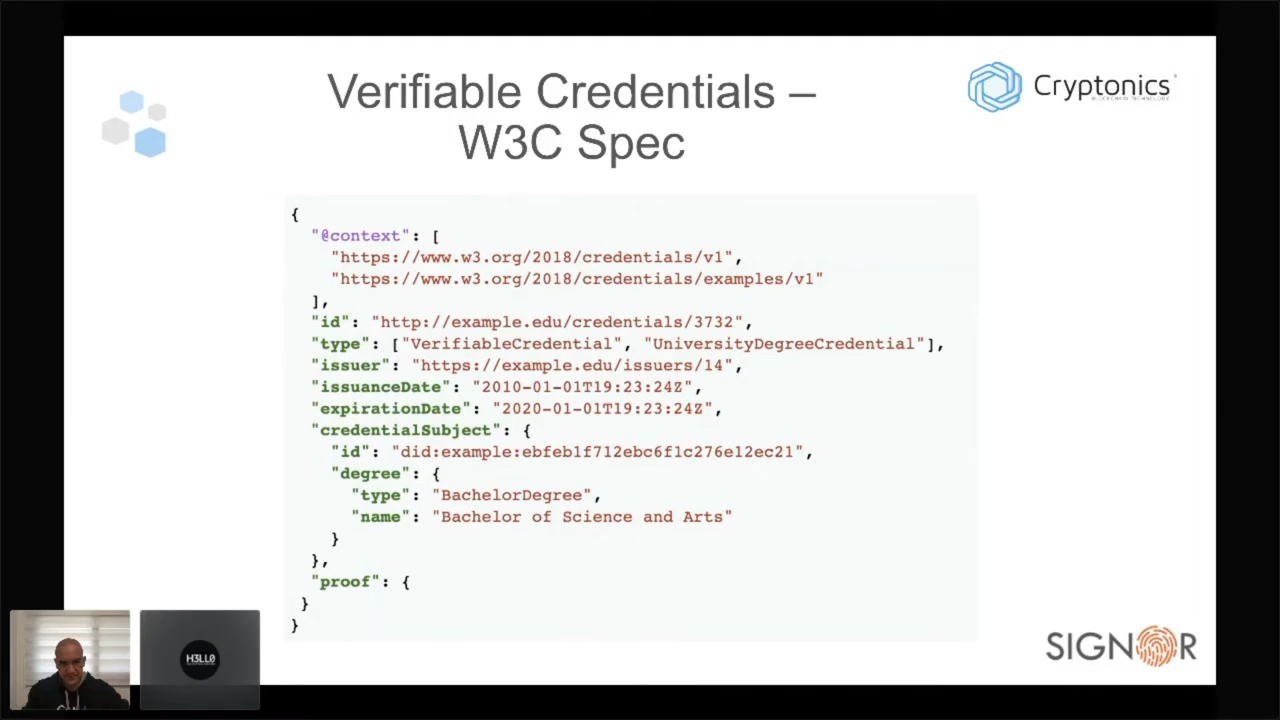 Verifiable Credentials –
W3C Spec
Cryptonics
BLOCKCHAIN TECHNOLOGY
{
"@context": [
"https://www.w3.org/2018/credentials/v1",
"https://www.w3.org/2018/credentials/examples/v1"
],
"id": "http://example.edu/credentials/3732",
"type": ["VerifiableCredential", "UniversityDegreeCredential"],
"issuer": "https://example.edu/issuers/14",
"issuanceDate": "2010-01-01T19:23:24Z",
"expirationDate": "2020-01-01T19:23:24Z",
"credentialSubject": {
"id": "did:example:ebfeb1f712ebc6f1c276e12ec21",
"degree": {
"type": "BachelorDegree",
"name": "Bachelor of Science and Arts"
}
},
"proof": {
}
}
H3LL0
SIGNOR